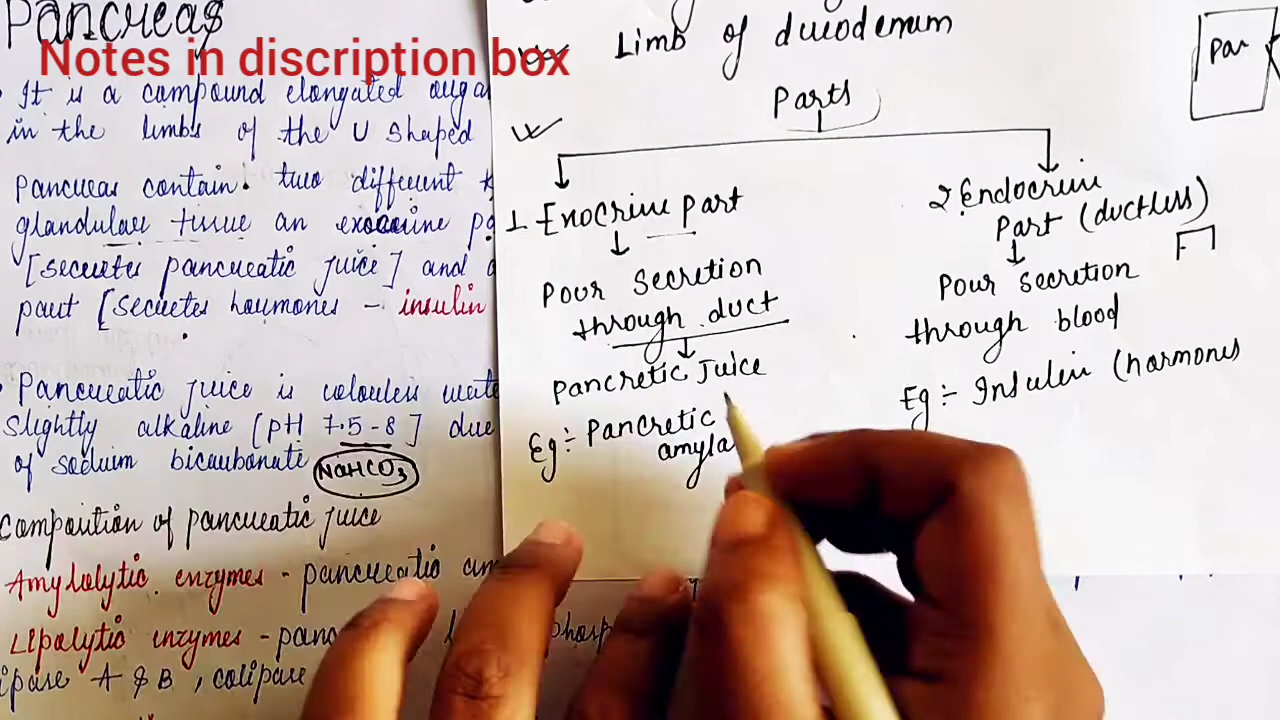 Pancreas
Notes in discription box
It is a compound elongated
in the limbs of the U shaped
Pancreas contain two different
glandular tissue an exocrine
[secretes pancreatic juice] and
part [secretes hormones - insulin
Pancreatic juice is colourless
slightly alkaline [pH 7.5-8] due
of soduim bicarbonate NaHCO3
Composition of pancreatic juice
Amylolytic enzymes - pancreatic
Lipolytic enzymes -
A & B, colipase
Limb of duodenum
Parts
1 Exocrine part
Pour secretion
through duct
Pancretic Juice
Eg:- Pancretic
amyla
2 Endocrine
Part (ductless)
Pour secretion
through blood
Eg:- Insulin (harmones
Par